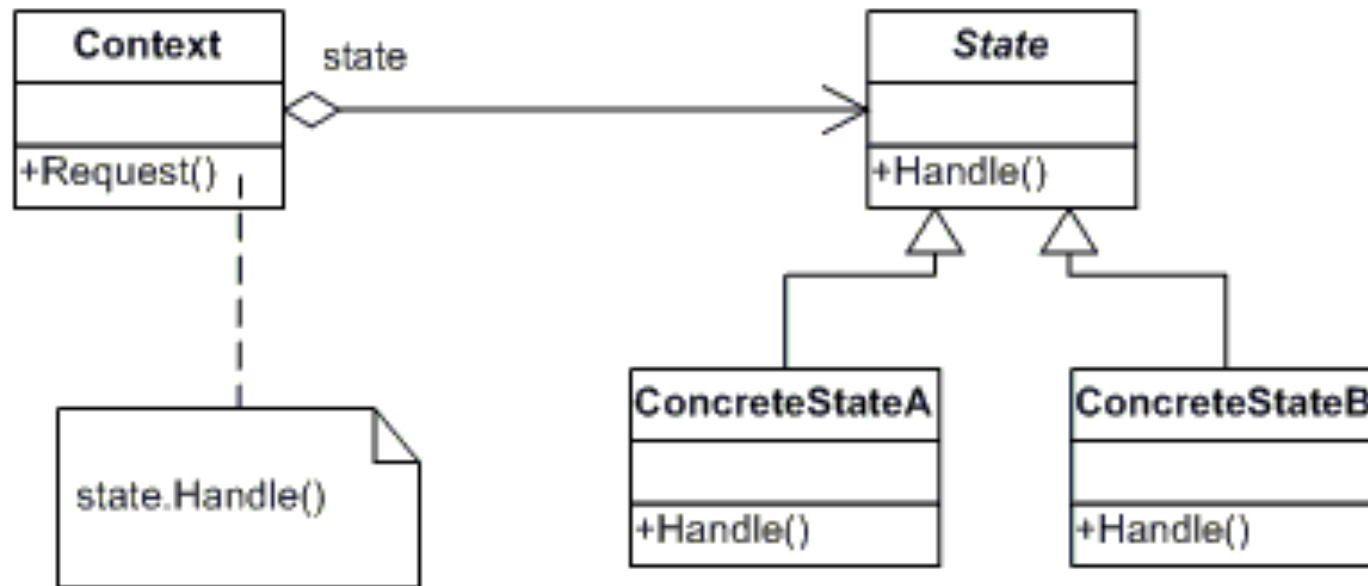 Context
state
State
+Request()
+Handle()
ConcreteStateA
ConcreteStateB
state.Handle()
+Handle()
+Handle()